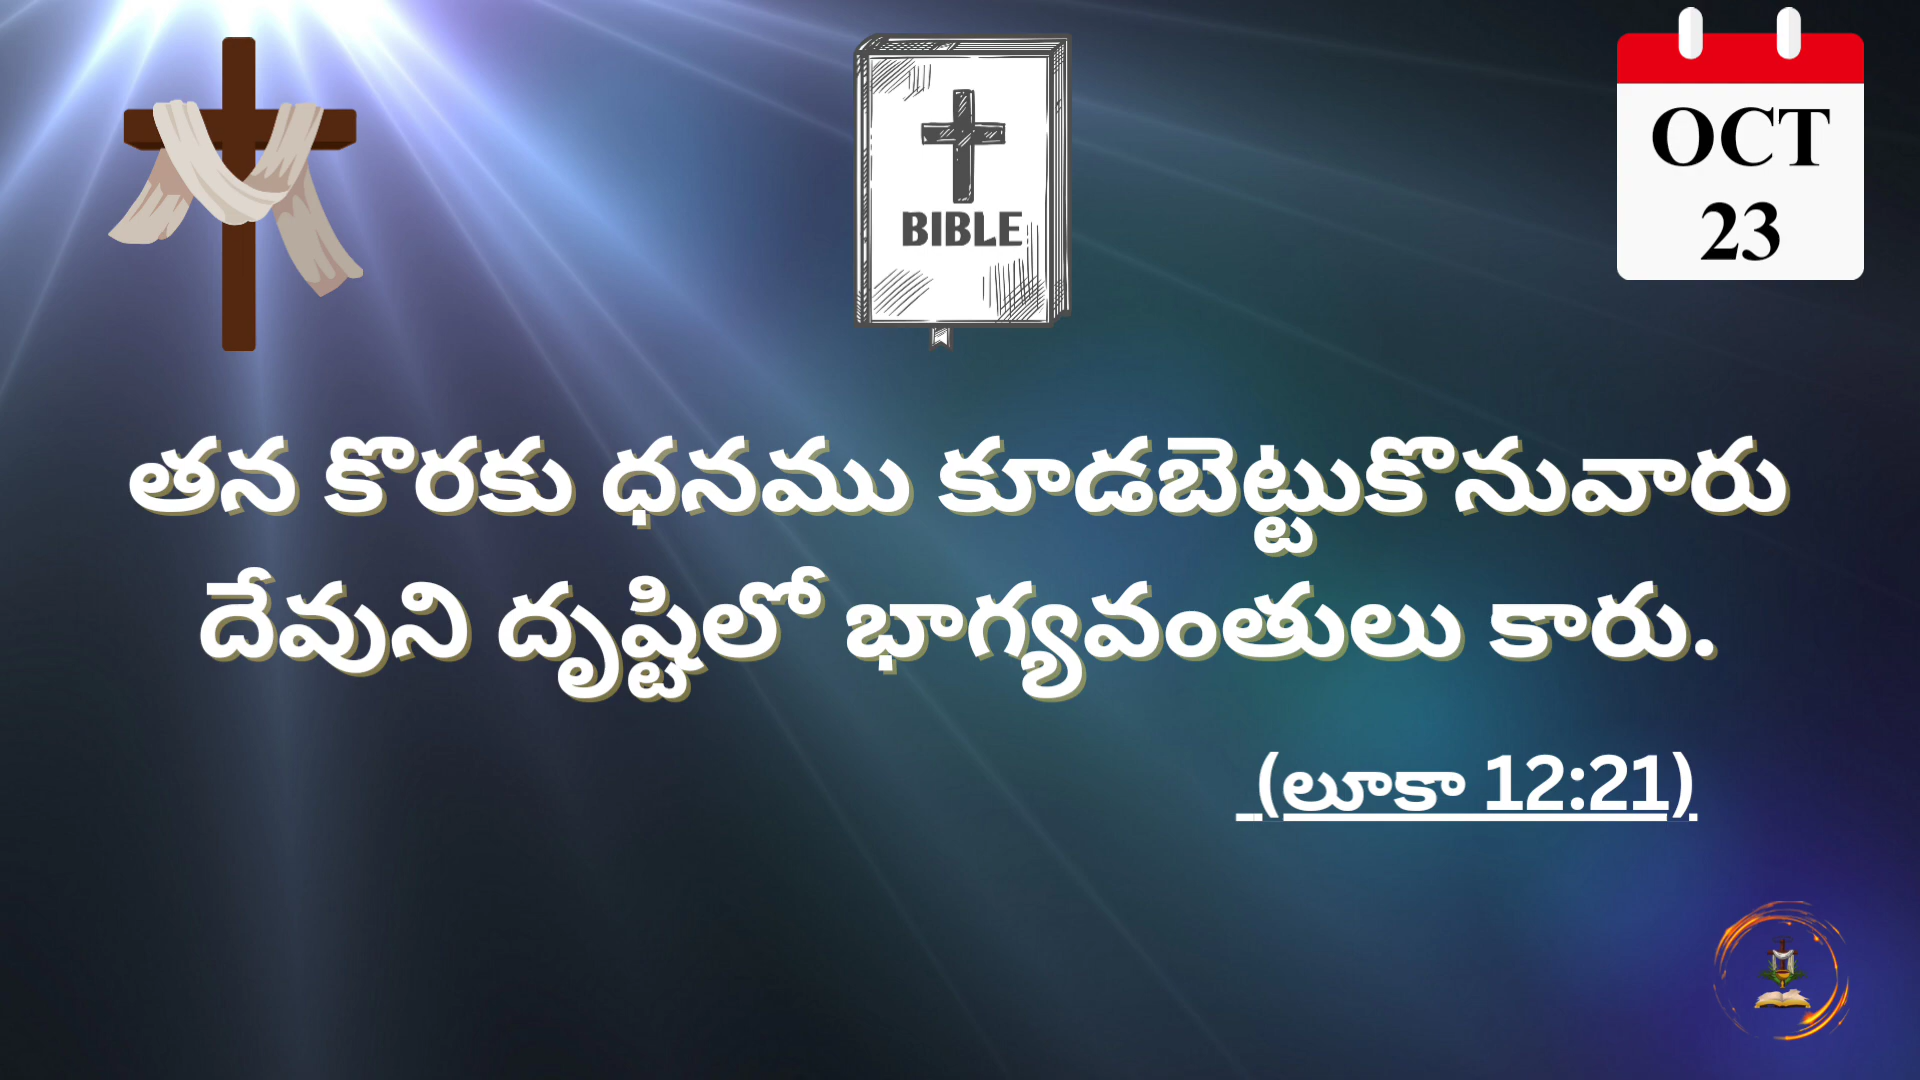 OCT
23
BIBLE
తన కొరకు ధనము కూడబెట్టుకొనువారు
దేవుని దృష్టిలో భాగ్యవంతులు కారు.
(లూకా 12:21)